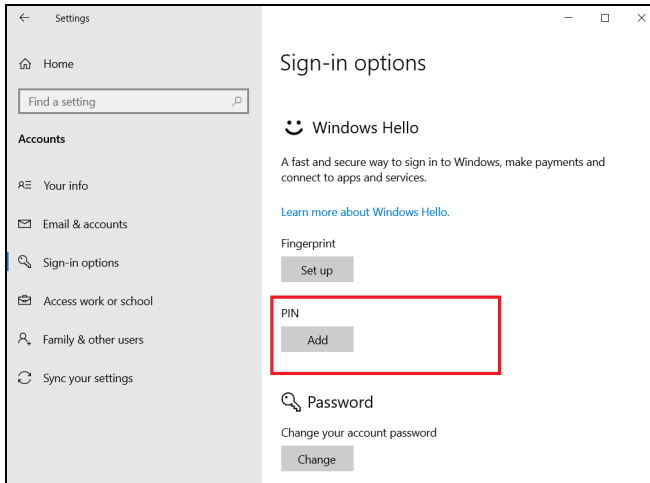 Settings
Home
Find a setting
Accounts
Your info
Email & accounts
Sign-in options
Access work or school
Family & other users
Sync your settings
Sign-in options
Windows Hello
A fast and secure way to sign in to Windows, make payments and
connect to apps and services.
Learn more about Windows Hello.
Fingerprint
Set up
PIN
Add
Password
Change your account password
Change